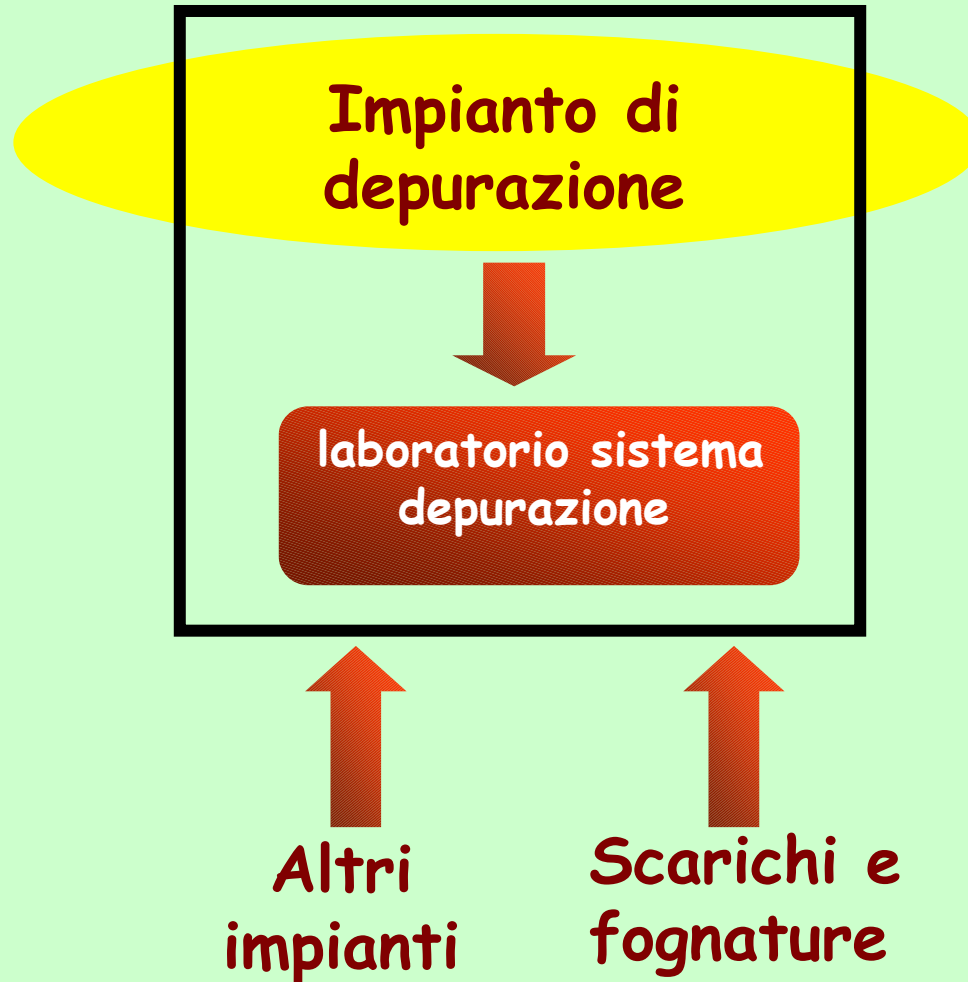 Impianto di
depurazione
laboratorio sistema
depurazione
Altri
impianti
Scarichi e
fognature